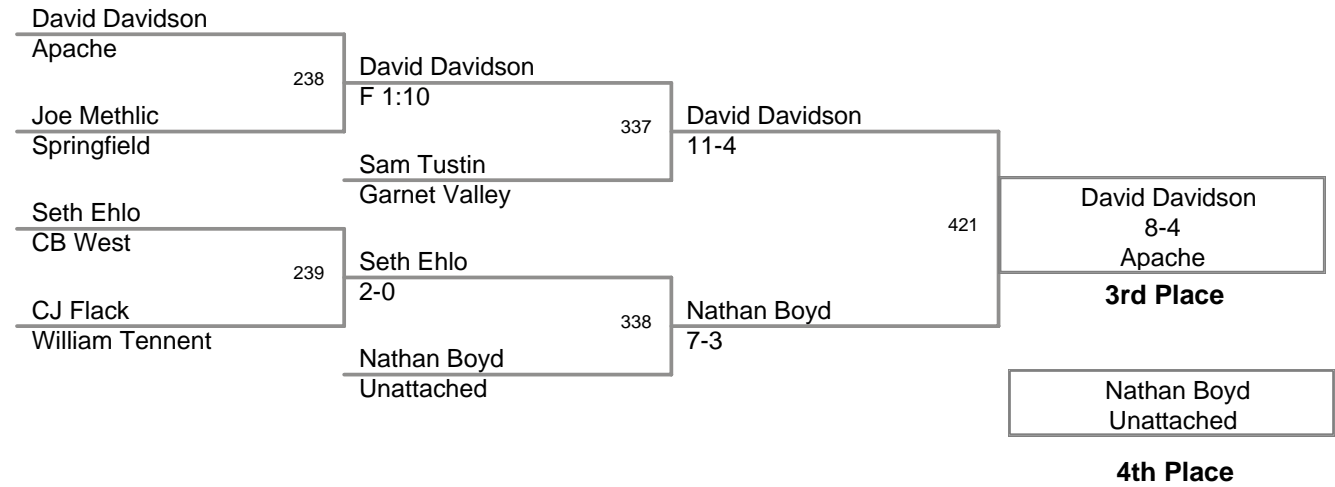 David Davidson
Apache
238
Joe Methlic
Springfield
Seth Ehlo
CB West
239
CJ Flack
William Tennent
David Davidson
F 1:10
337
Sam Tustin
Garnet Valley
Seth Ehlo
2-0
338
Nathan Boyd
Unattached
David Davidson
11-4
421
Nathan Boyd
7-3
David Davidson
8-4
Apache
3rd Place
Nathan Boyd
Unattached
4th Place